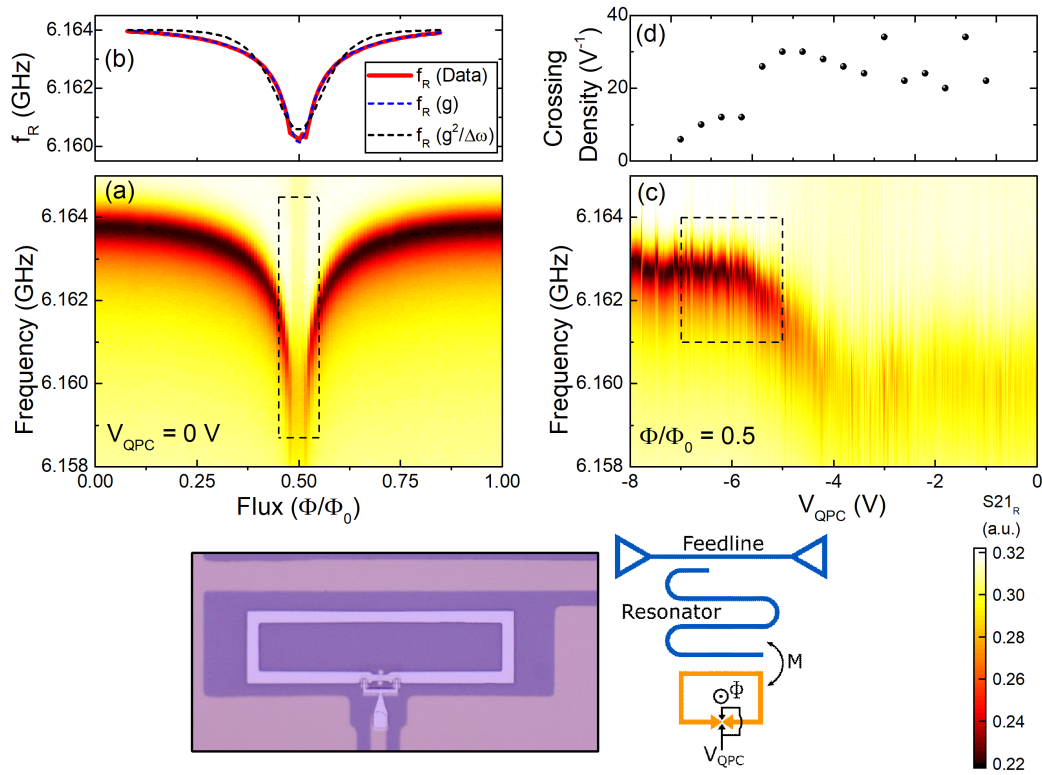 (b)
f_R (GHz)
6.164
6.162
6.160
f_R (Data)
f_R (g)
f_R (g²/Δω)
(d)
Crossing
Density (V⁻¹)
40
20
0
(a)
Frequency (GHz)
6.164
6.162
6.160
6.158
V_QPC = 0 V
0.00
0.25
0.50
0.75
1.00
Flux (Φ/Φ₀)
(c)
Frequency (GHz)
6.164
6.162
6.160
6.158
Φ/Φ₀ = 0.5
-8
-6
-4
-2
0
V_QPC (V)
S21_R
(a.u.)
0.32
0.30
0.28
0.26
0.24
0.22
Feedline
Resonator
M
Φ
V_QPC